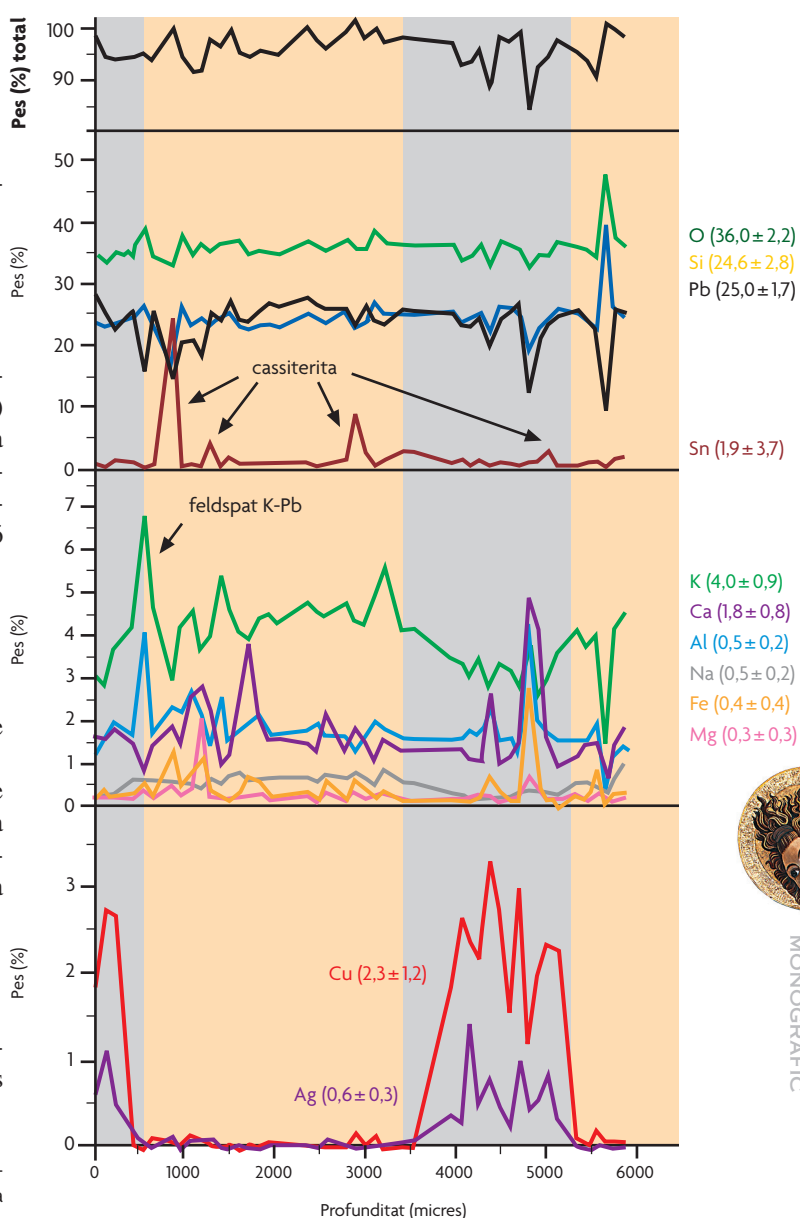 Pes (%) total
100
90
50
40
30
20
10
0
Pes (%)
O (36,0±2,2)
Si (24,6±2,8)
Pb (25,0±1,7)
cassiterita
Sn (1,9±3,7)
7
6
5
4
3
2
1
0
Pes (%)
feldspat K-Pb
K (4,0±0,9)
Ca (1,8±0,8)
Al (0,5±0,2)
Na (0,5±0,2)
Fe (0,4±0,4)
Mg (0,3±0,3)
3
2
1
0
Pes (%)
Cu (2,3±1,2)
Ag (0,6±0,3)
0
1000
2000
3000
4000
5000
6000
Profunditat (micres)
MONOGRÀFIC